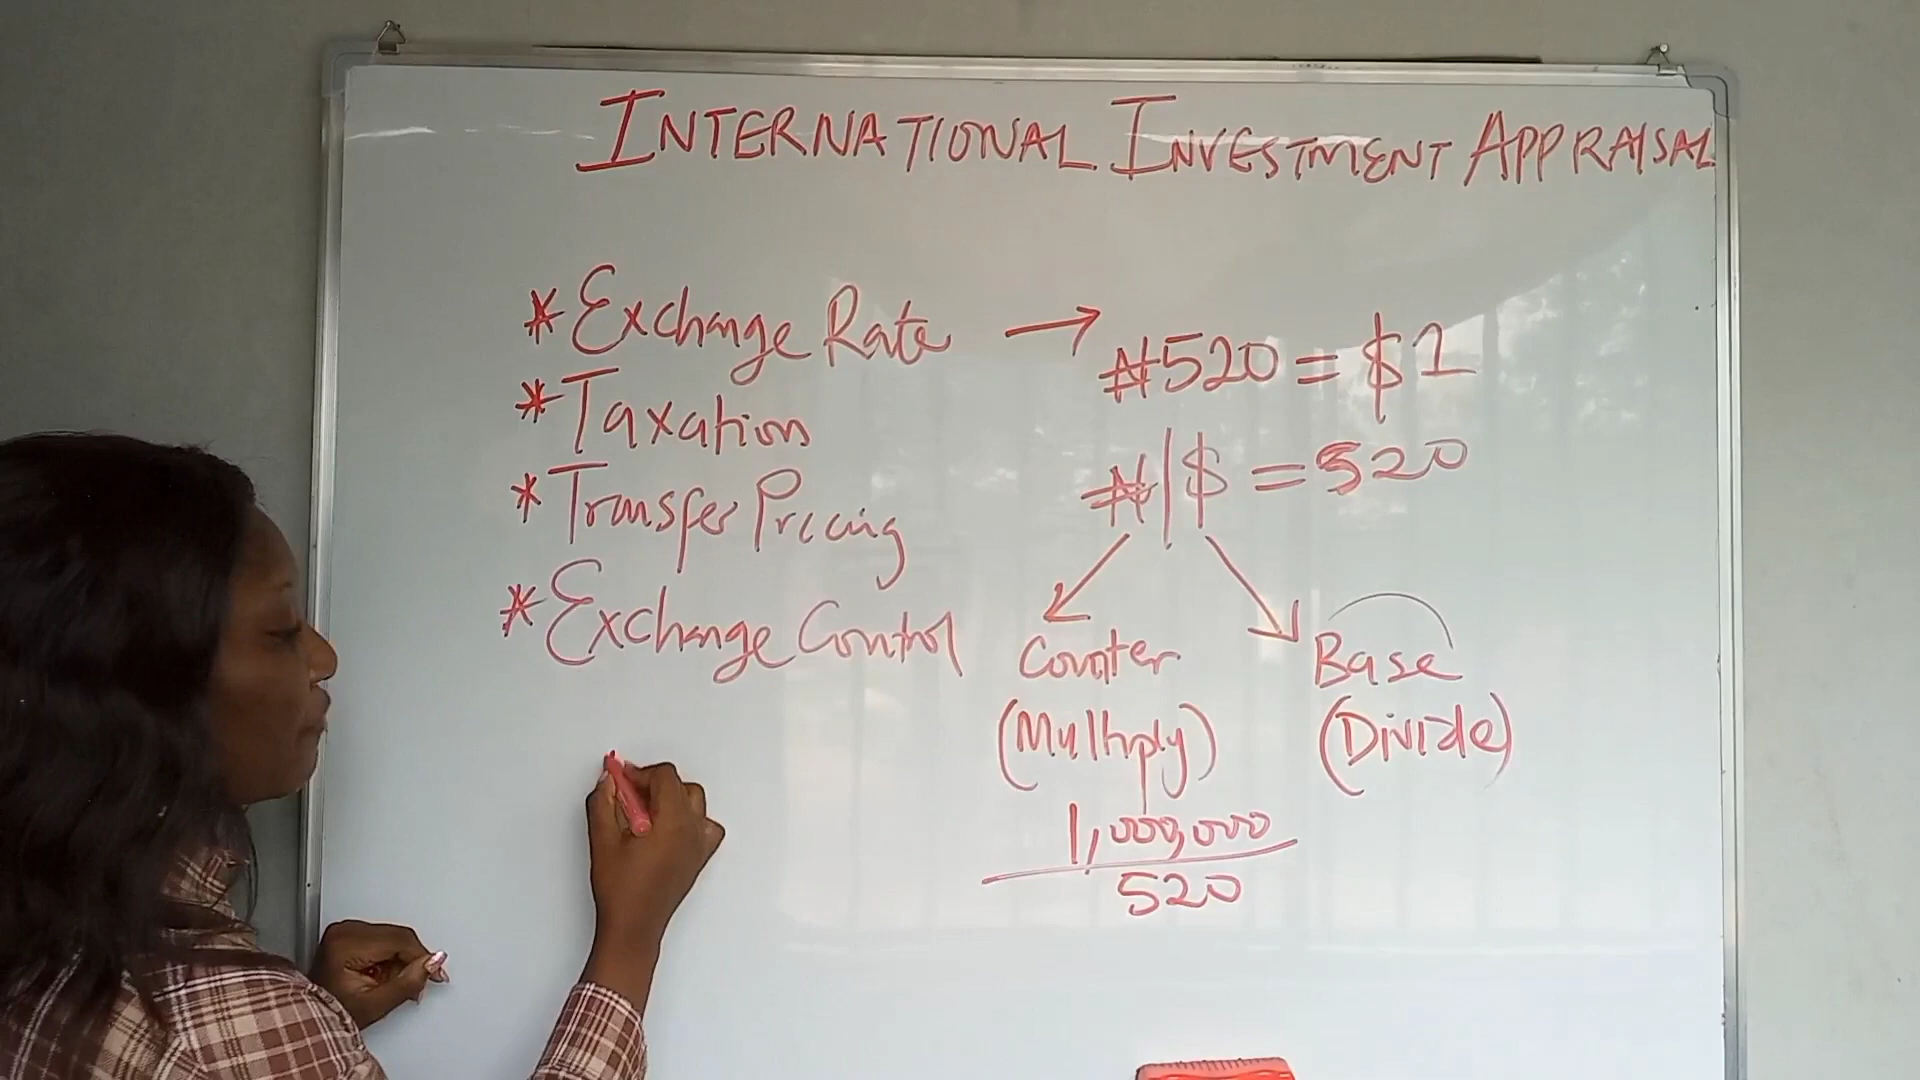 INTERNATIONAL INVESTMENT APPRAISAL
* Exchange Rate → ₦520 = $1
* Taxation
₦|$ = 520
* Transfer Pricing
* Exchange Control
Counter Base
(Multiply) (Divide)
1,000,000
520